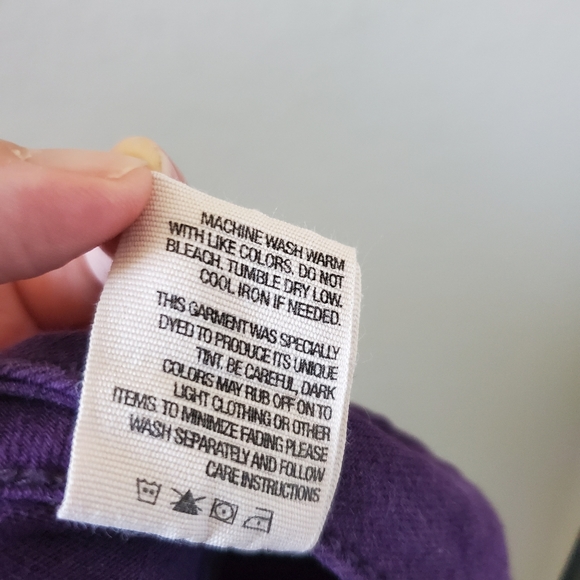 MACHINE WASH WARM
WITH LIKE COLORS. DO NOT
BLEACH. TUMBLE DRY LOW.
COOL IRON IF NEEDED.
THIS GARMENT WAS SPECIALLY
DYED TO PRODUCE ITS UNIQUE
TINT. BE CAREFUL, DARK
COLORS MAY RUB OFF ON TO
LIGHT CLOTHING OR OTHER
ITEMS. TO MINIMIZE FADING PLEASE
WASH SEPARATELY AND FOLLOW
CARE INSTRUCTIONS